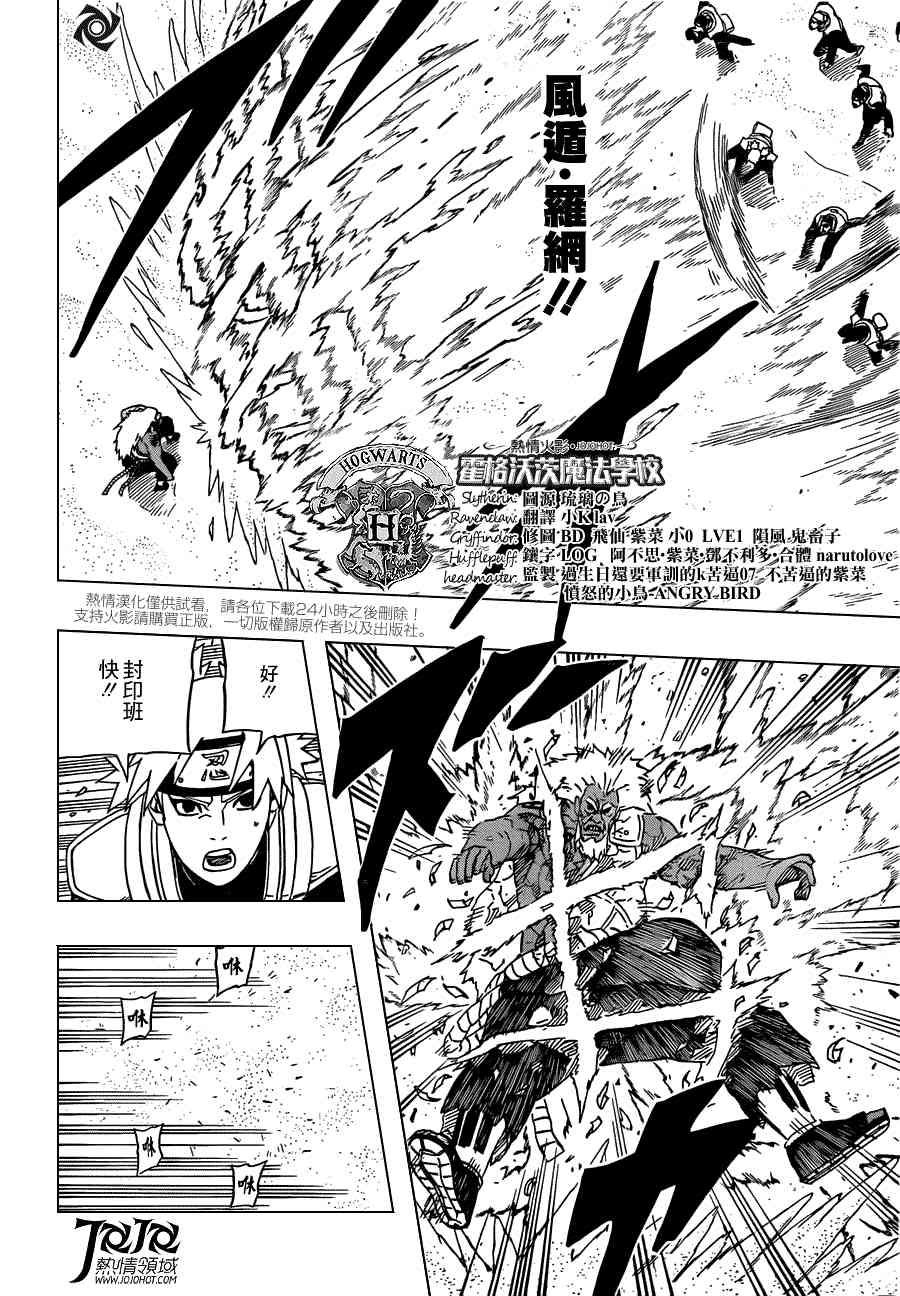 風遁・羅網!!
熱情火影・JOJOHOT
霍格沃茨魔法學校
HOGWARTS
H
Slytherin: 圖源 琉璃の鳥
Ravenclaw: 翻譯 小K lav
Gryffindor: 修圖 BD 飛仙 紫菜 小0 LVE1 隕風 鬼畜子
Hufflepuff: 鑲字 LOG 阿不思・紫菜・鄧不利多・合體 narutolove
headmaster: 監製 過生日還要軍訓的k苦逼07 不苦逼的紫菜
憤怒的小鳥-ANGRY BIRD
熱情漢化僅供試看，請各位下載24小時之後刪除！
支持火影請購買正版，一切版權歸原作者以及出版社。
好!!
封印班
快!!
忍
咻
咻
咻
咻
JOJO
熱情領域
WWW.JOJOHOT.COM